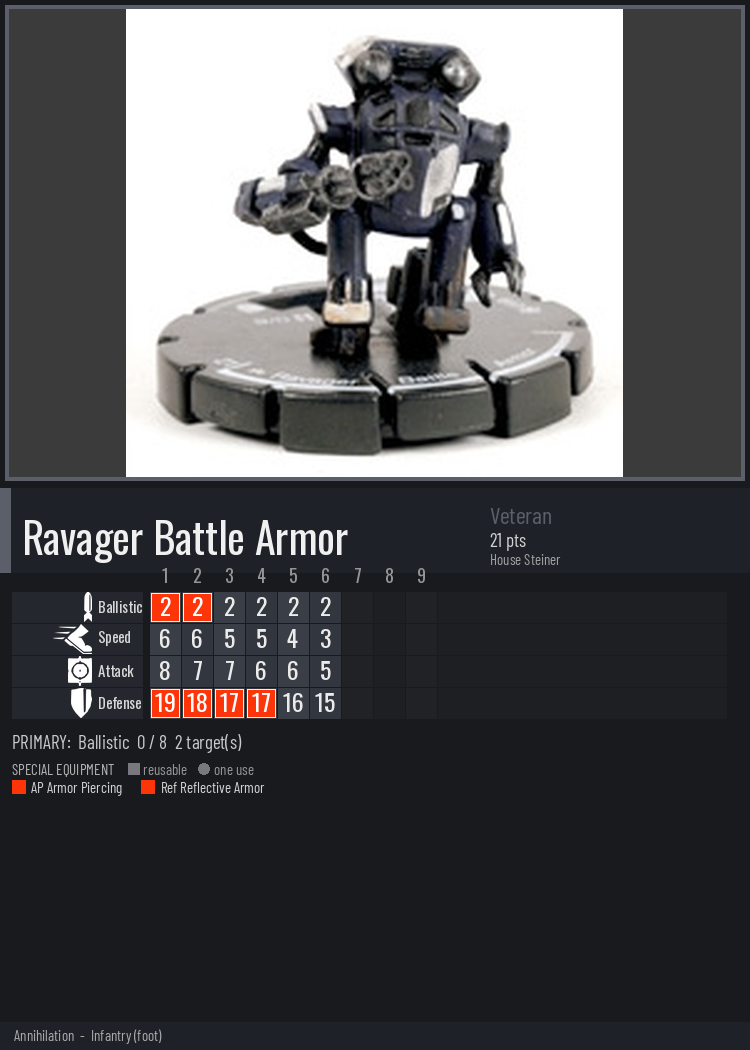 Ravager Battle Armor
Veteran
21 pts
House Steiner
1 2 3 4 5 6 7 8 9
Ballistic 2 2 2 2 2 2
Speed 6 6 5 5 4 3
Attack 8 7 7 6 6 5
Defense 19 18 17 17 16 15
PRIMARY: Ballistic 0 / 8 2 target(s)
SPECIAL EQUIPMENT reusable one use
AP Armor Piercing Ref Reflective Armor
Annihilation - Infantry (foot)